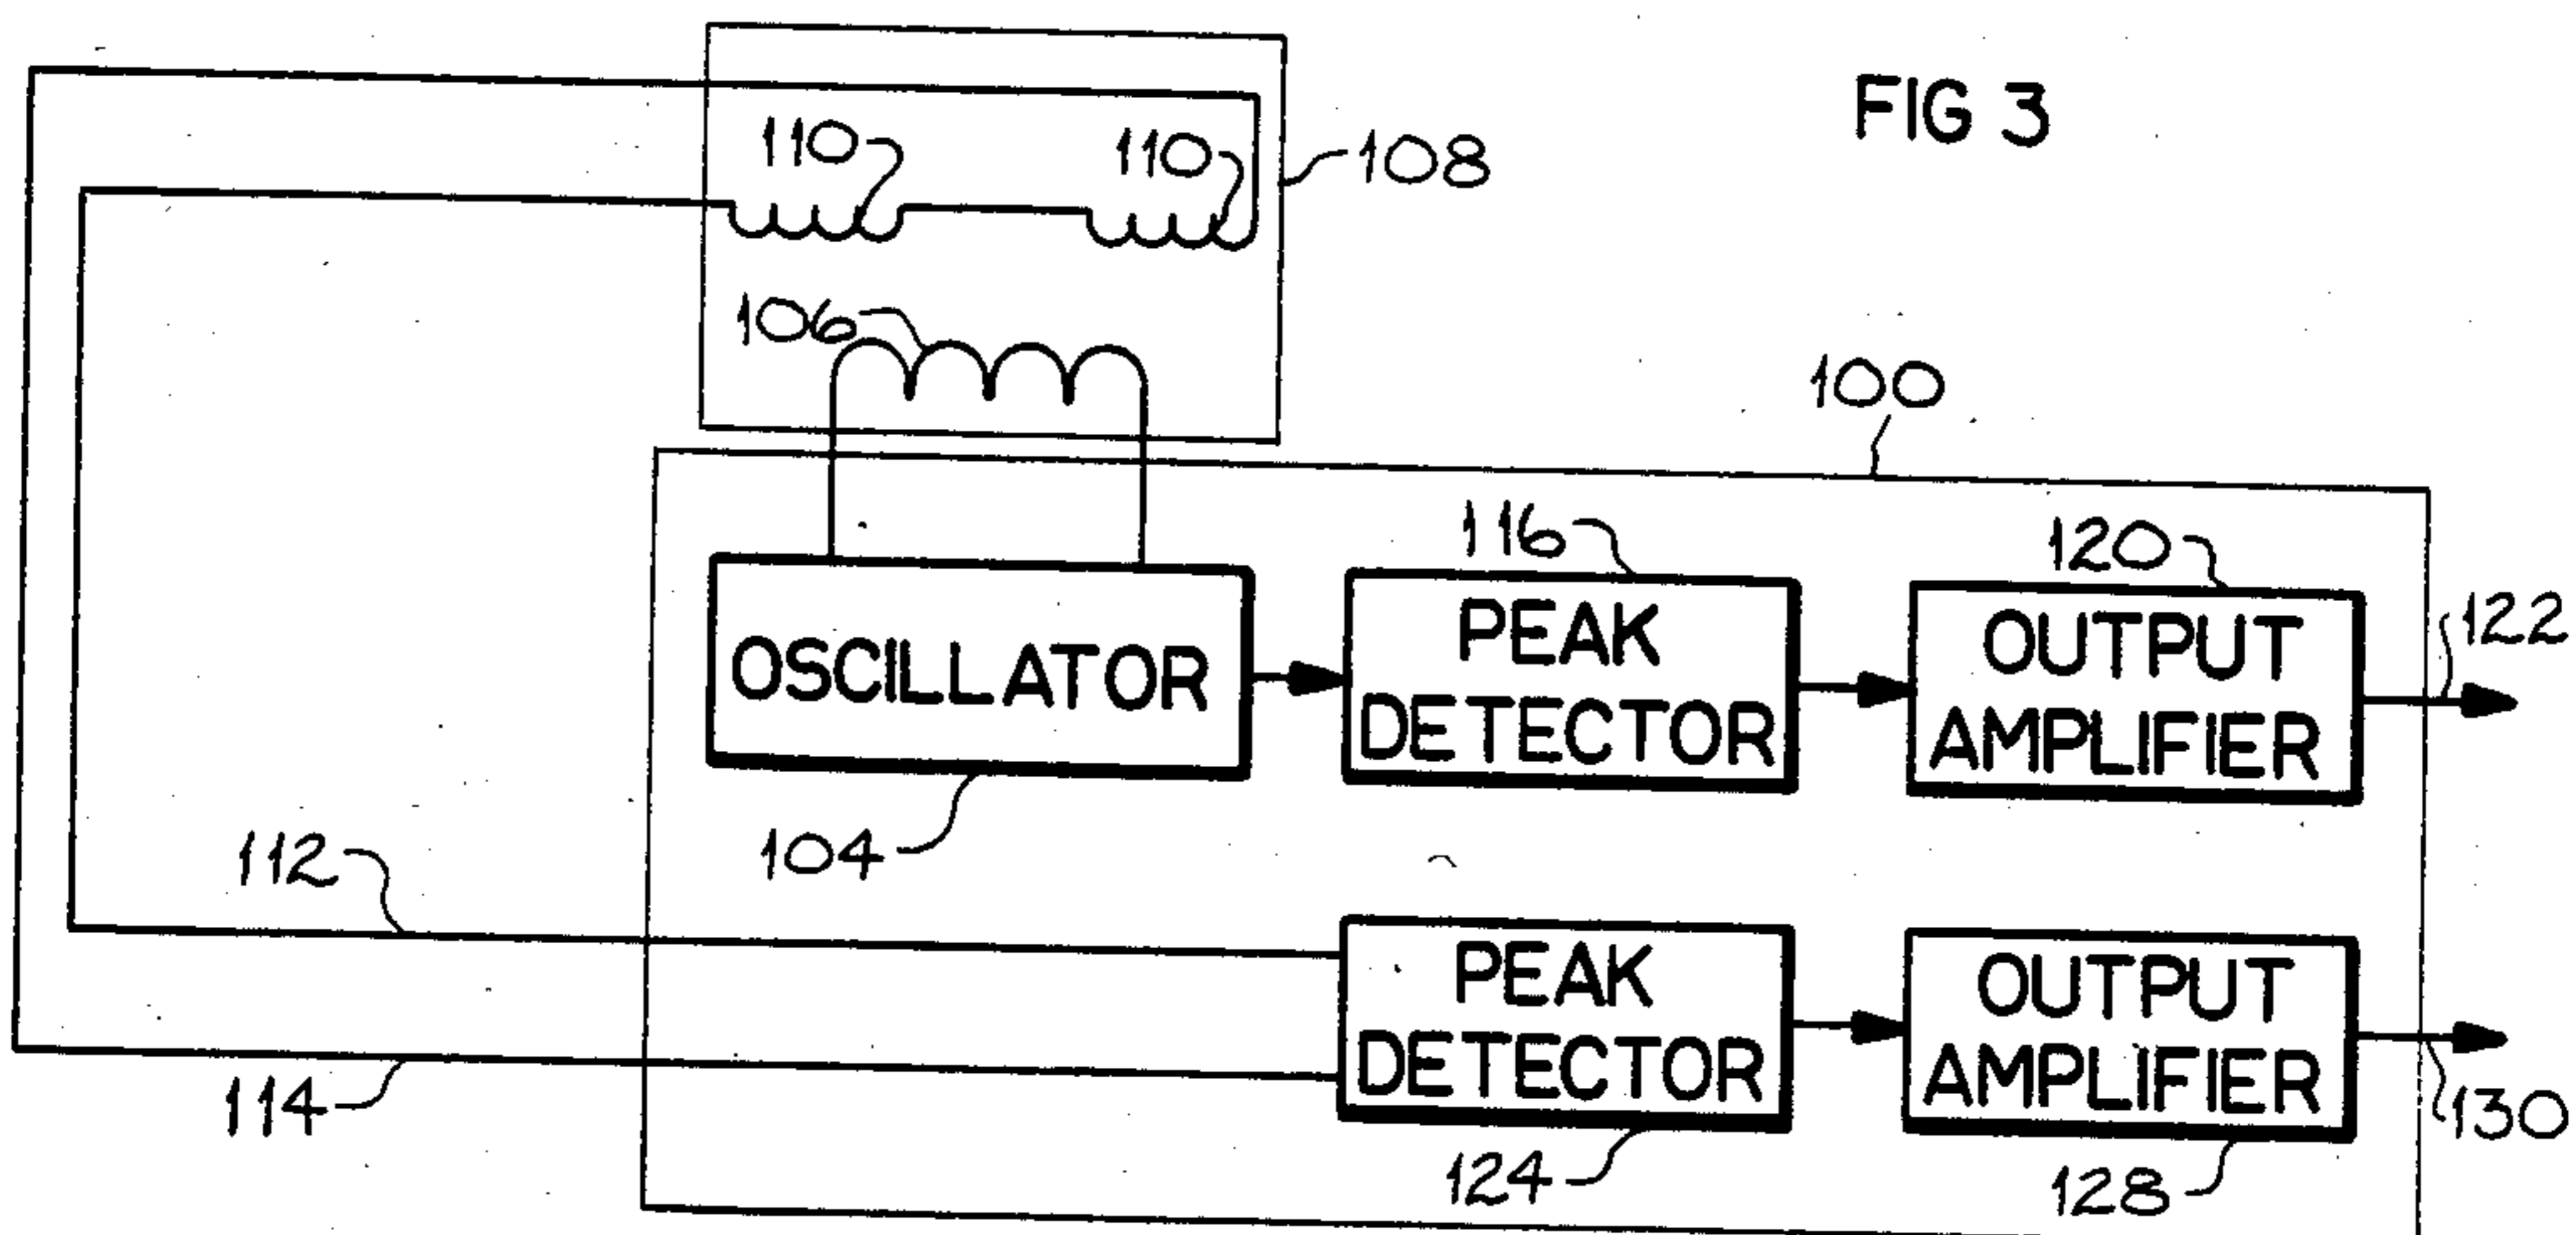 FIG 3
110
110
108
106
100
116
120
122
OSCILLATOR
PEAK
DETECTOR
OUTPUT
AMPLIFIER
104
112
114
PEAK
DETECTOR
OUTPUT
AMPLIFIER
124
128
130